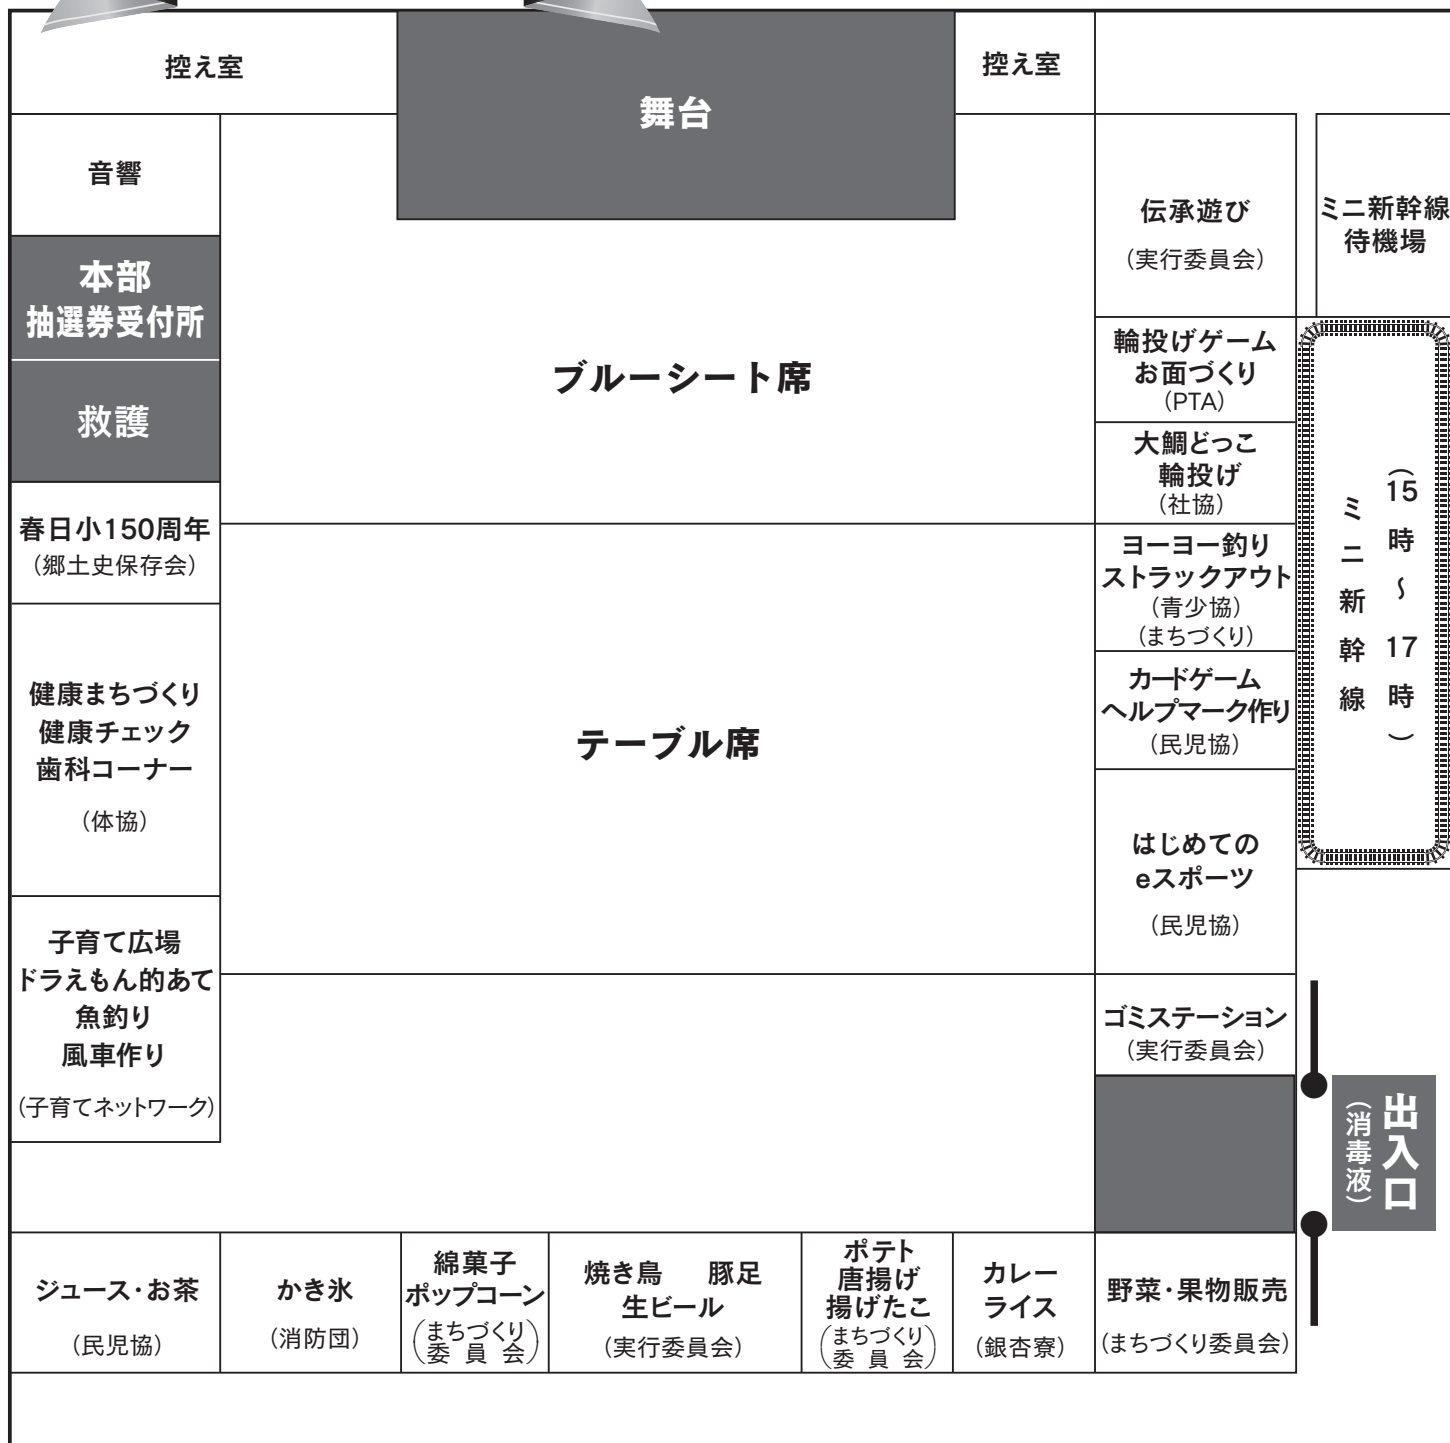 控え室
舞台
控え室
音響
本部
抽選券受付所
救護
春日小150周年
（郷土史保存会）
健康まちづくり
健康チェック
歯科コーナー
（体協）
子育て広場
ドラえもん的あて
魚釣り
風車作り
（子育てネットワーク）
ブルーシート席
テーブル席
伝承遊び
（実行委員会）
輪投げゲーム
お面づくり
（PTA）
大鯛どっこ
輪投げ
（社協）
ヨーヨー釣り
ストラックアウト
（青少協）
（まちづくり）
カードゲーム
ヘルプマーク作り
（民児協）
はじめての
eスポーツ
（民児協）
ゴミステーション
（実行委員会）
ミニ新幹線
待機場
（15時～17時）
ミニ新幹線
出入口
（消毒液）
ジュース・お茶
（民児協）
かき氷
（消防団）
綿菓子
ポップコーン
（まちづくり
委員会）
焼き鳥　豚足
生ビール
（実行委員会）
ポテト
唐揚げ
揚げたこ
（まちづくり
委員会）
カレー
ライス
（銀杏寮）
野菜・果物販売
（まちづくり委員会）